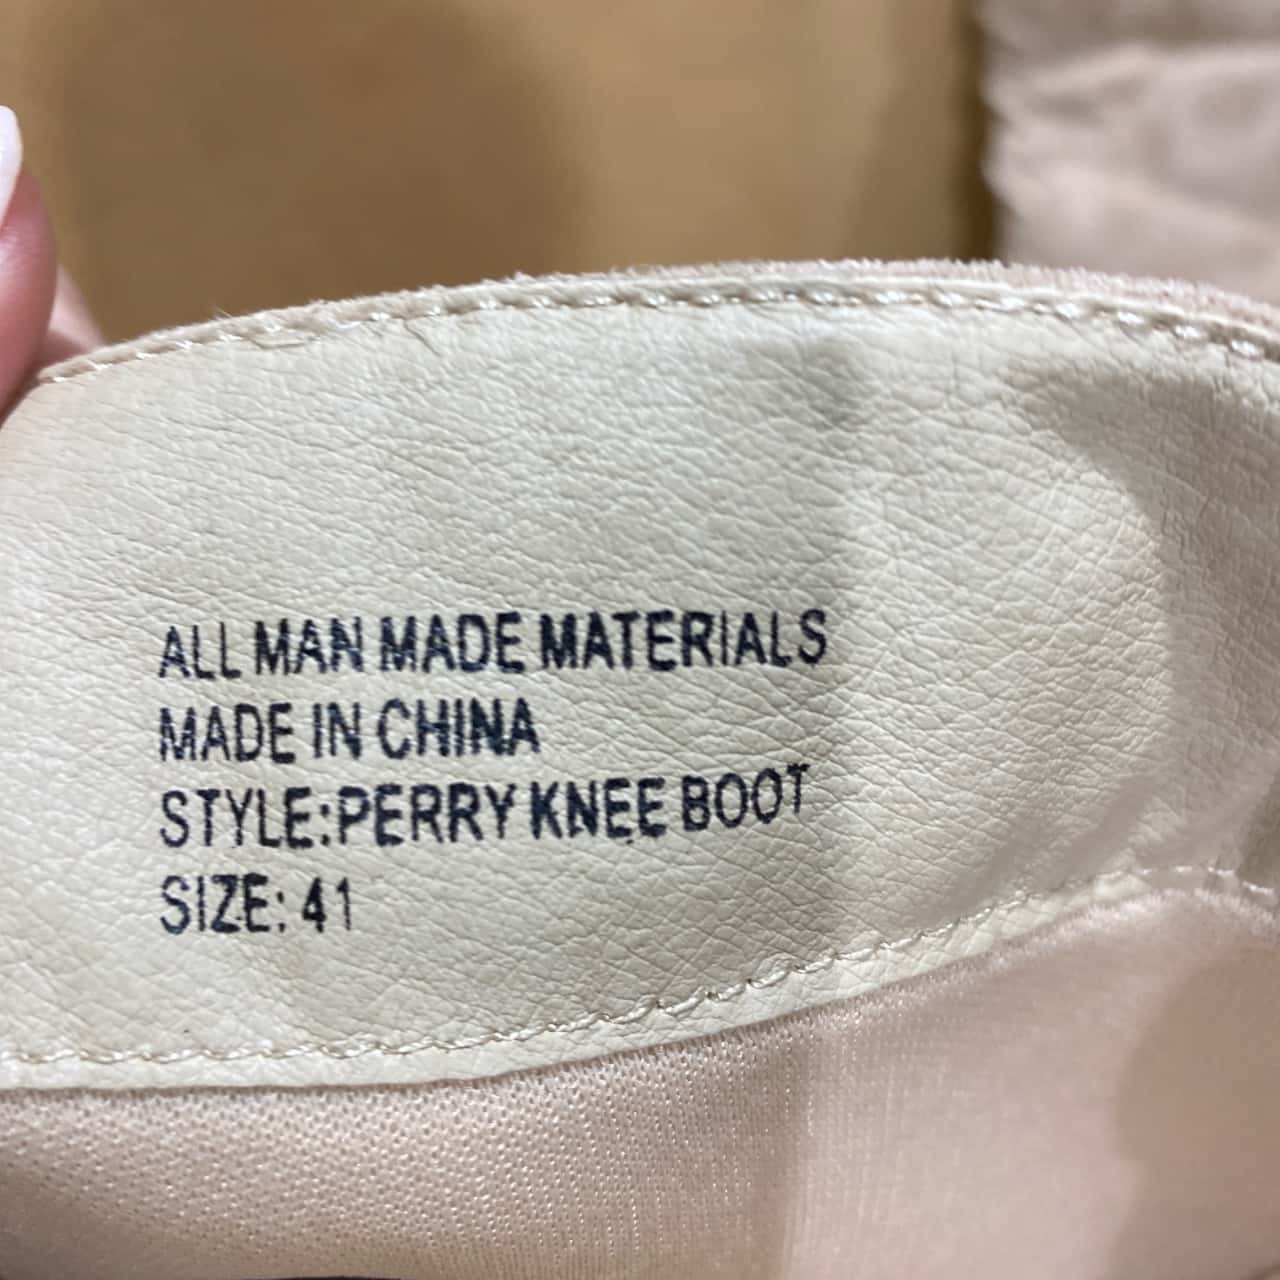 ALL MAN MADE MATERIALS
MADE IN CHINA
STYLE:PERRY KNEE BOOT
SIZE: 41